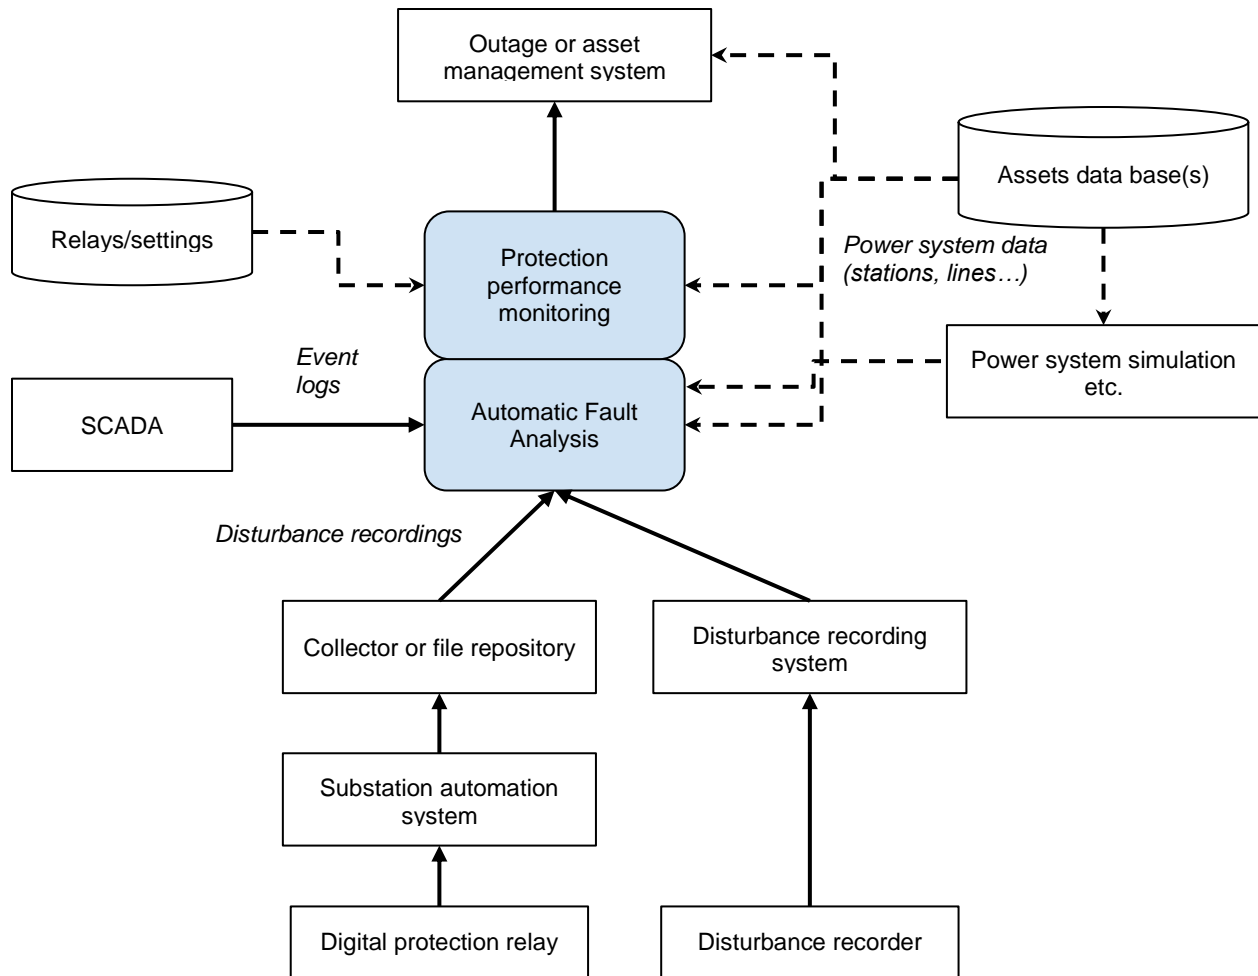 Outage or asset
management system
Assets data base(s)
Relays/settings
Protection
performance
monitoring
Power system data
(stations, lines…)
Event
logs
Power system simulation
etc.
SCADA
Automatic Fault
Analysis
Disturbance recordings
Collector or file repository
Disturbance recording
system
Substation automation
system
Digital protection relay
Disturbance recorder